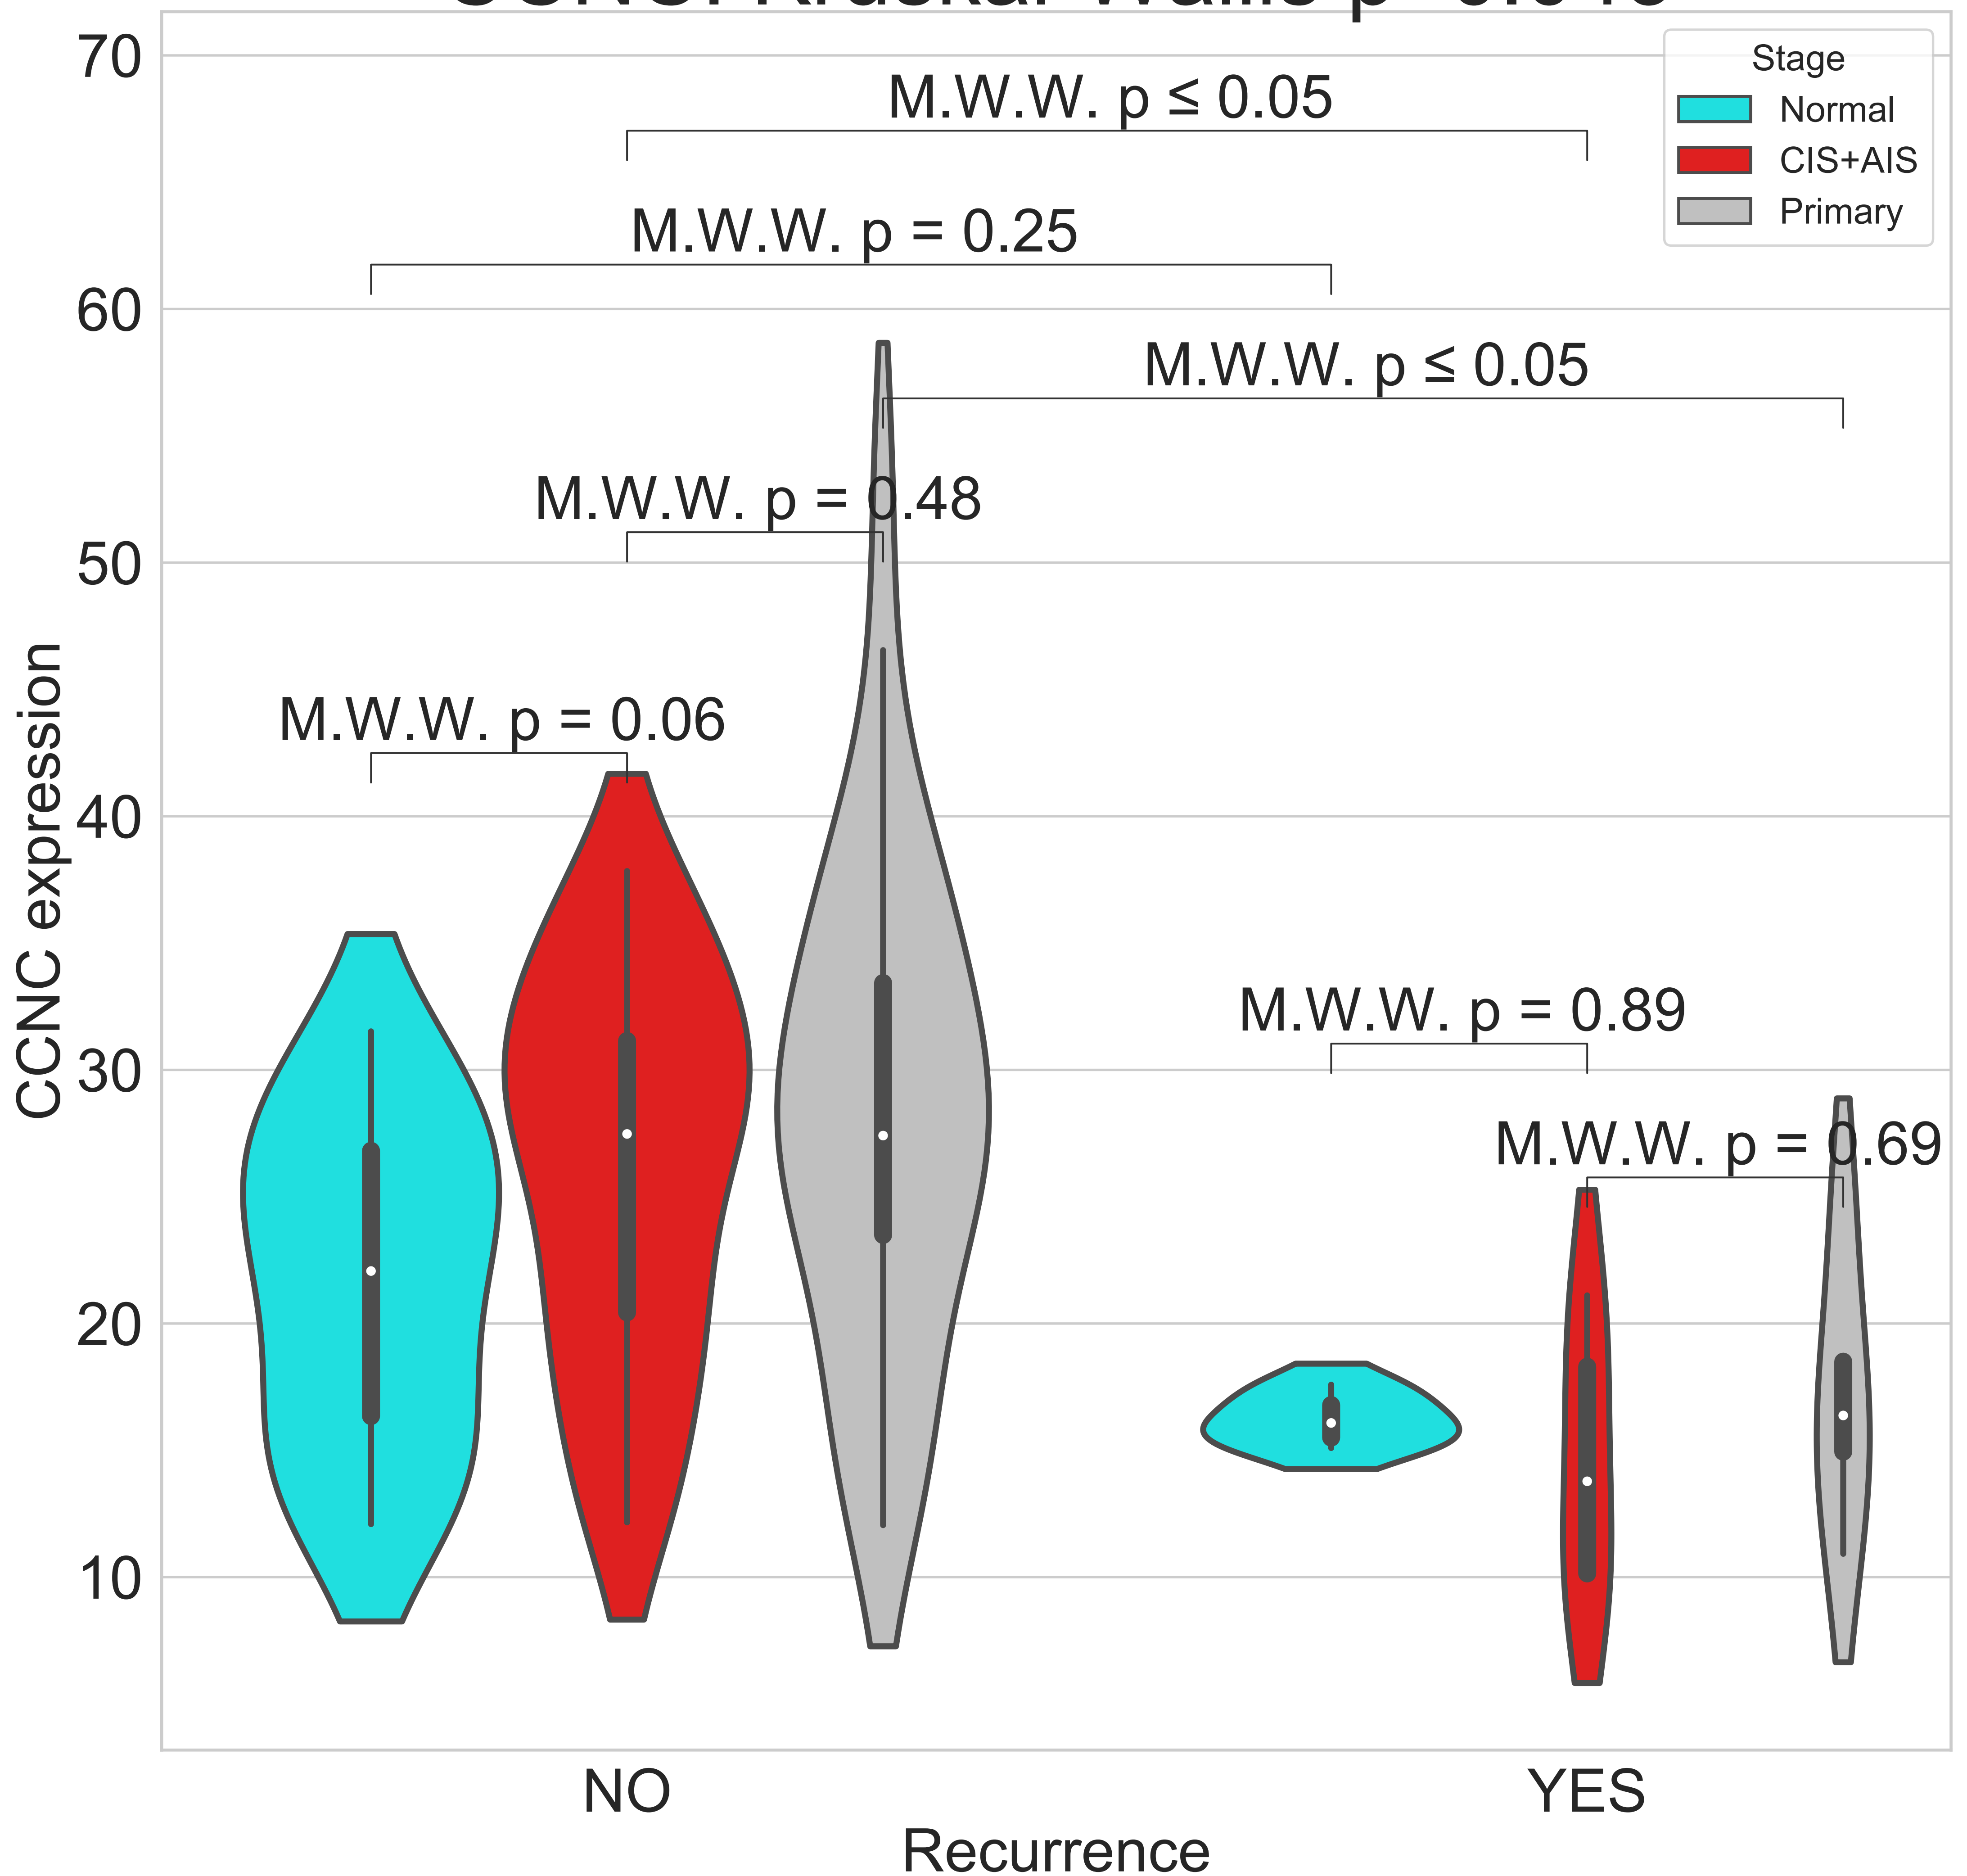 Stage
Normal
CIS+AIS
Primary
M.W.W. p ≤ 0.05
M.W.W. p = 0.25
M.W.W. p ≤ 0.05
M.W.W. p = 0.48
M.W.W. p = 0.06
M.W.W. p = 0.89
M.W.W. p = 0.69
70
60
50
40
30
20
10
CCNC expression
NO
YES
Recurrence